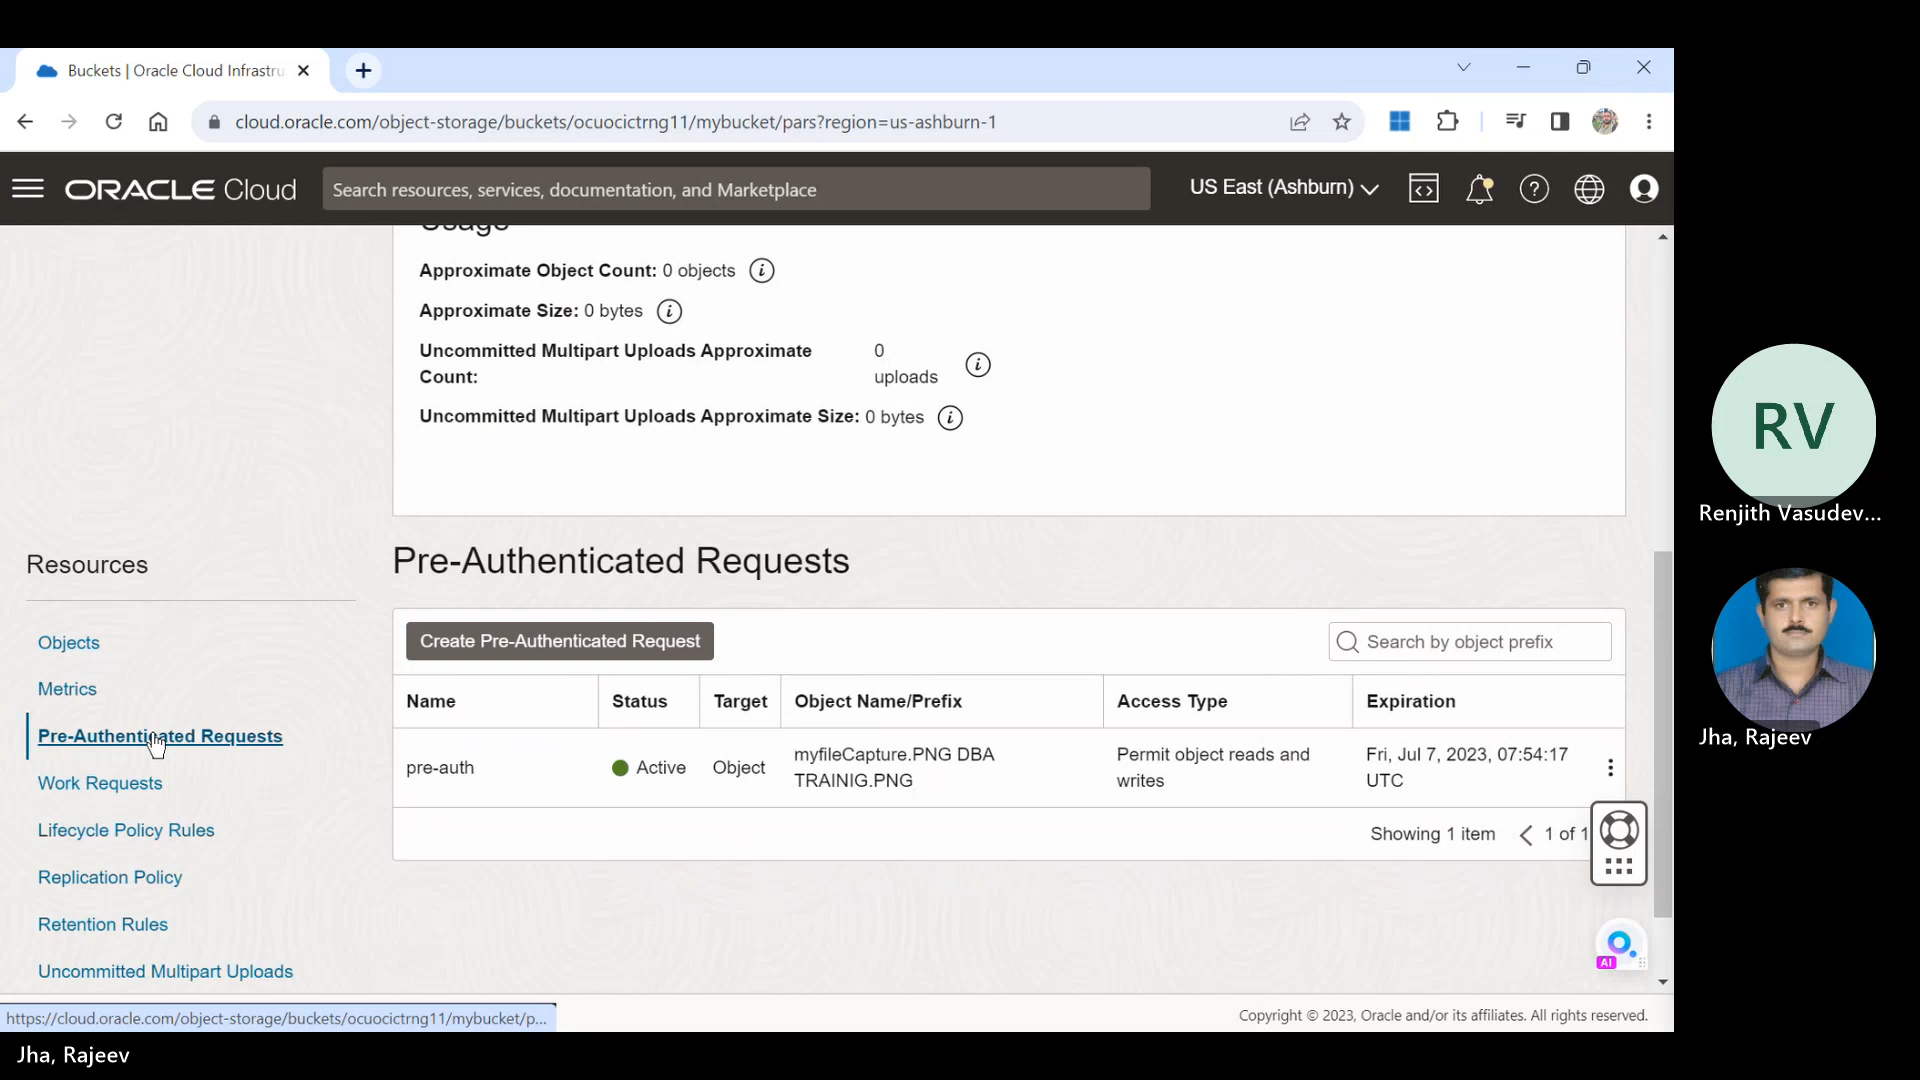 Buckets | Oracle Cloud Infrastru
cloud.oracle.com/object-storage/buckets/ocuocictrng11/mybucket/pars?region=us-ashburn-1
ORACLE Cloud
Search resources, services, documentation, and Marketplace
US East (Ashburn)
Usage
Approximate Object Count: 0 objects
Approximate Size: 0 bytes
Uncommitted Multipart Uploads Approximate Count: 0 uploads
Uncommitted Multipart Uploads Approximate Size: 0 bytes
Resources
Objects
Metrics
Pre-Authenticated Requests
Work Requests
Lifecycle Policy Rules
Replication Policy
Retention Rules
Uncommitted Multipart Uploads
Pre-Authenticated Requests
Create Pre-Authenticated Request
Search by object prefix
Name Status Target Object Name/Prefix Access Type Expiration
pre-auth Active Object myfileCapture.PNG DBA TRAINIG.PNG Permit object reads and writes Fri, Jul 7, 2023, 07:54:17 UTC
Showing 1 item < 1 of 1
AI
https://cloud.oracle.com/object-storage/buckets/ocuocictrng11/mybucket/p...
Copyright © 2023, Oracle and/or its affiliates. All rights reserved.
RV
Renjith Vasudev...
Jha, Rajeev
Jha, Rajeev